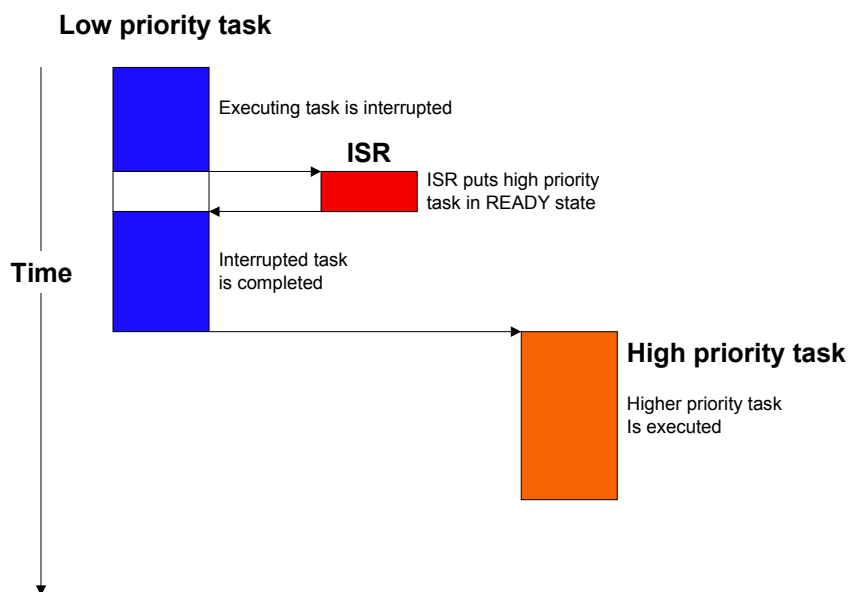 Low priority task
Executing task is interrupted
ISR
ISR puts high priority
task in READY state
Interrupted task
is completed
Time
High priority task
Higher priority task
Is executed